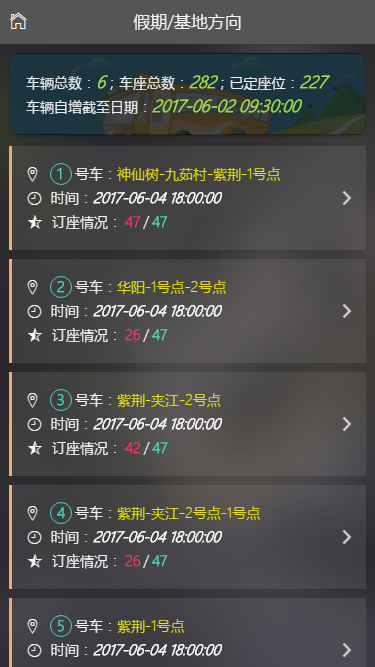 假期/基地方向
车辆总数：6；车座总数：282；已定座位：227
车辆自增截至日期：2017-06-02 09:30:00
1 号车：神仙树-九茹村-紫荆-1号点
时间：2017-06-04 18:00:00
订座情况：47 / 47
2 号车：华阳-1号点-2号点
时间：2017-06-04 18:00:00
订座情况：26 / 47
3 号车：紫荆-夹江-2号点
时间：2017-06-04 18:00:00
订座情况：42 / 47
4 号车：紫荆-夹江-2号点-1号点
时间：2017-06-04 18:00:00
订座情况：26 / 47
5 号车：紫荆-1号点
时间：2017-06-04 18:00:00